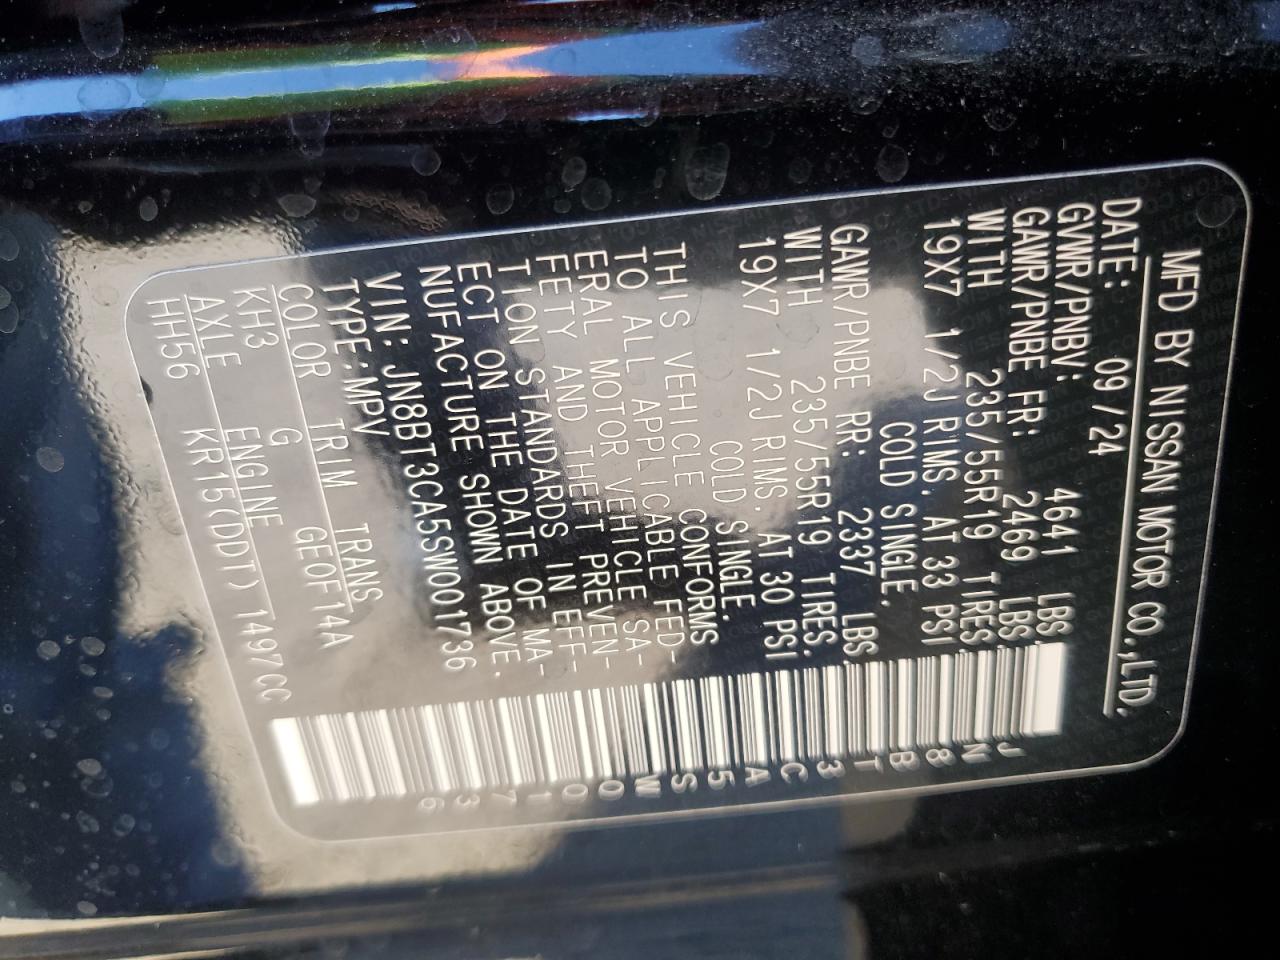 MFD BY NISSAN MOTOR CO.,LTD.
DATE: 09/24
GVWR/PNBV: 4641 LBS.
GAWR/PNBE FR: 2469 LBS.
WITH 235/55R19 TIRES.
19X7 1/2J RIMS. AT 33 PSI
COLD SINGLE.
GAWR/PNBE RR: 2337 LBS.
WITH 235/55R19 TIRES.
19X7 1/2J RIMS. AT 30 PSI
COLD SINGLE.
THIS VEHICLE CONFORMS
TO ALL APPLICABLE FED-
ERAL MOTOR VEHICLE SA-
FETY AND THEFT PREVEN-
TION STANDARDS IN EFF-
ECT ON THE DATE OF MA-
NUFACTURE SHOWN ABOVE.
VIN: JN8BT3CA5SW001736
TYPE:MPV
COLOR TRIM TRANS
KH3 G GE0F14A
AXLE ENGINE
HH56 KR15(DDT) 1497CC
JN8BT3CA5SW001736